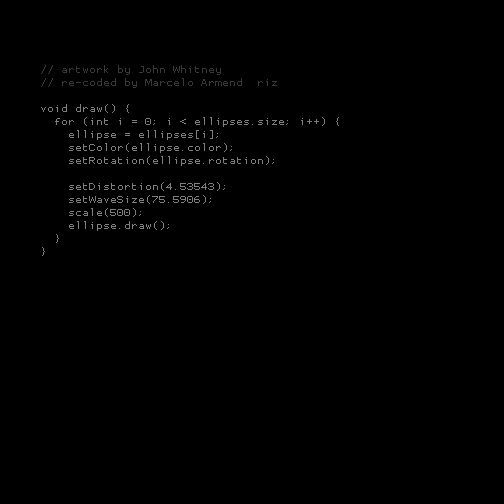 // artwork by John Whitney
// re-coded by Marcelo Armend  riz
void draw() {
  for (int i = 0; i < ellipses.size; i++) {
    ellipse = ellipses[i];
    setColor(ellipse.color);
    setRotation(ellipse.rotation);
    setDistortion(4.53543);
    setWaveSize(75.5906);
    scale(500);
    ellipse.draw();
  }
}